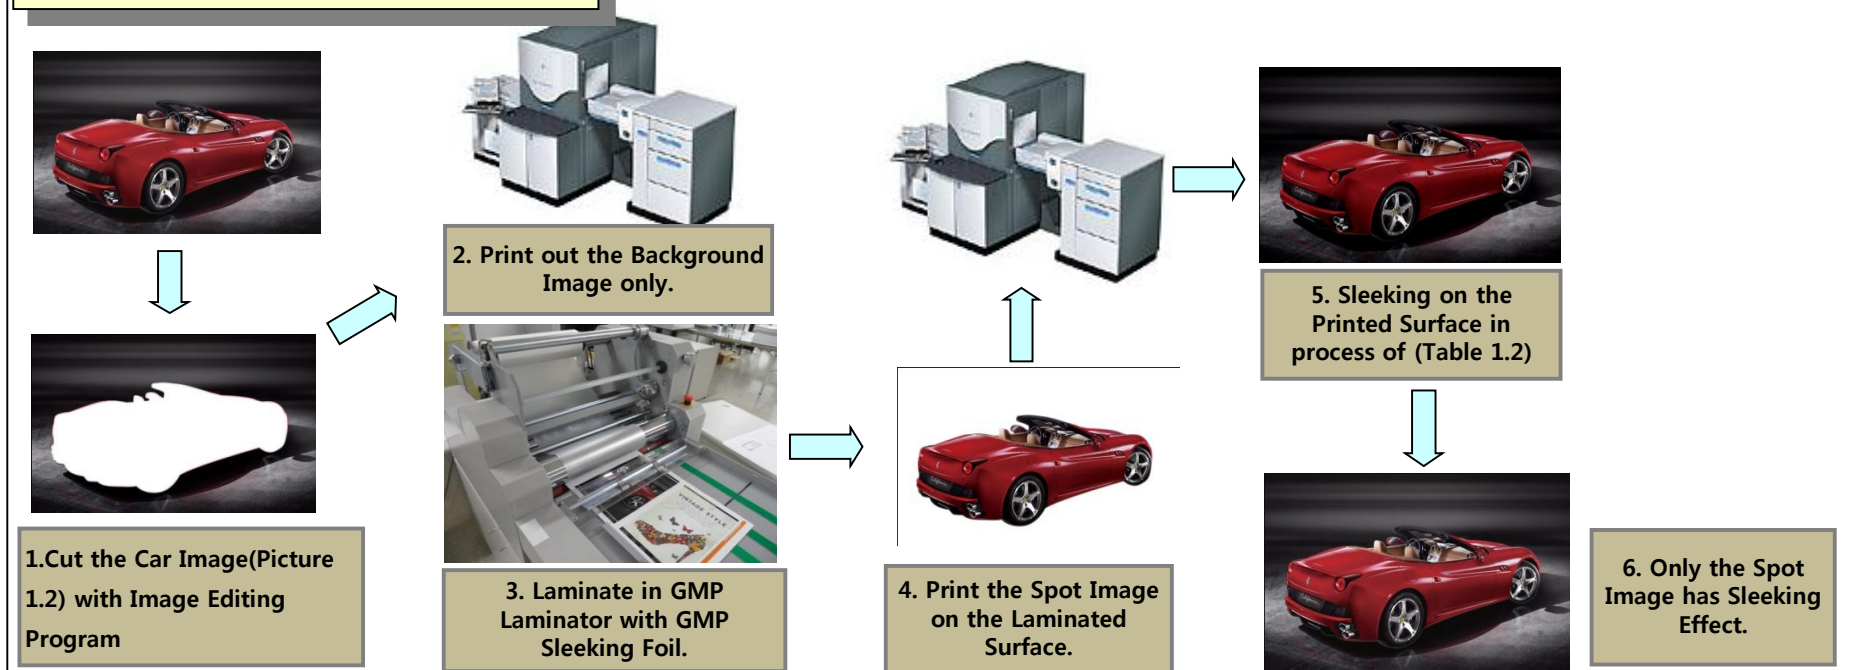 1.Cut the Car Image(Picture
1.2) with Image Editing
Program
2. Print out the Background
Image only.
3. Laminate in GMP
Laminator with GMP
Sleeking Foil.
VINTAGE STYLE
4. Print the Spot Image
on the Laminated
Surface.
5. Sleeking on the
Printed Surface in
process of (Table 1.2)
6. Only the Spot
Image has Sleeking
Effect.